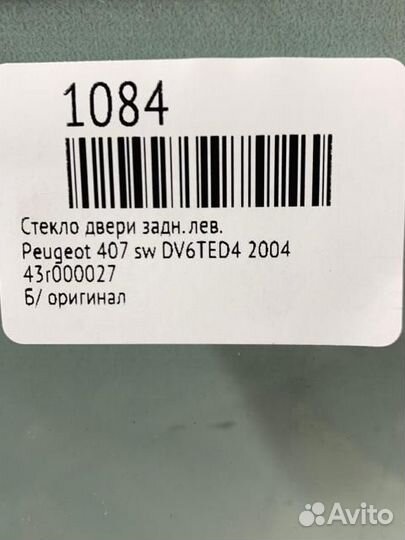 1084
Стекло двери задн.лев.
Peugeot 407 sw DV6TED4 2004
43r000027
Б/ оригинал
Avito